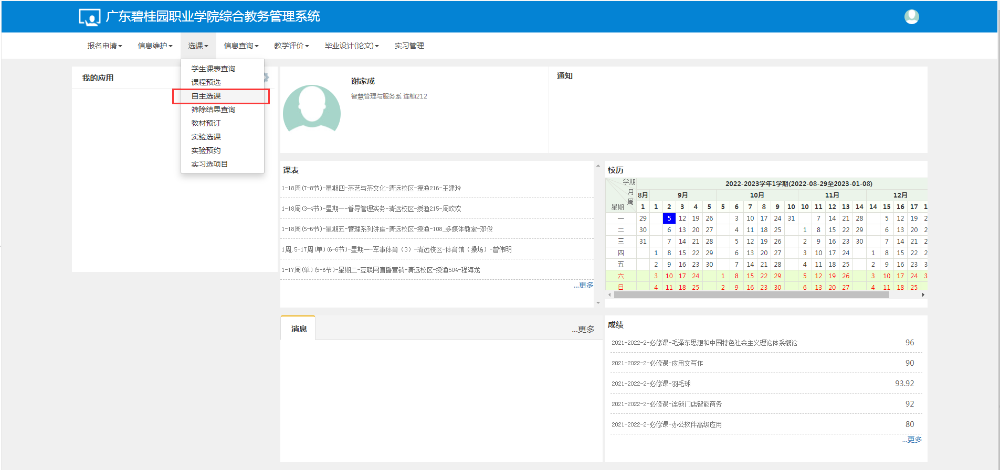 广东碧桂园职业学院综合教务管理系统
报名申请 信息维护 选课 信息查询 教学评价 毕业设计(论文) 实习管理
学生课表查询
课程预选
自主选课
筛除结果查询
教材预订
实验选课
实验预约
实习选项目
我的应用
谢家成
智慧管理与服务系 连锁212
通知
课表
1-18周(7-8节)-星期四-茶艺与茶文化-清远校区-授渔216-王建玲
1-18周(3-4节)-星期一-督导管理实务-清远校区-授渔215-周欢欢
1-18周(5-6节)-星期五-管理系列讲座-清远校区-授渔-108_多媒体教室-邓俊
1周,5-17周(单)(6-6节)-星期一-军事体育（3）-清远校区-体育馆（操场）-曾伟明
1-17周(单)(5-6节)-星期二-互联网直播营销-清远校区-授渔504-程海龙
...更多
校历
学期 2022-2023学年1学期(2022-08-29至2023-01-08)
月 8月 9月 10月 11月 12月
周
星期 1 1 2 3 4 5 5 6 7 8 9 10 10 11 12 13 14 14 15 16 17 1
一 29 5 12 19 26 3 10 17 24 31 7 14 21 28 5 12 19 2
二 30 6 13 20 27 4 11 18 25 1 8 15 22 29 6 13 20 2
三 31 7 14 21 28 5 12 19 26 2 9 16 23 30 7 14 21 2
四 1 8 15 22 29 6 13 20 27 3 10 17 24 1 8 15 22 2
五 2 9 16 23 30 7 14 21 28 4 11 18 25 2 9 16 23 3
六 3 10 17 24 1 8 15 22 29 5 12 19 26 3 10 17 24 3
日 4 11 18 25 2 9 16 23 30 6 13 20 27 4 11 18 25
消息
...更多
成绩
2021-2022-2-必修课-毛泽东思想和中国特色社会主义理论体系概论 96
2021-2022-2-必修课-应用文写作 90
2021-2022-2-必修课-羽毛球 93.92
2021-2022-2-必修课-连锁门店智能商务 92
2021-2022-2-必修课-办公软件高级应用 80
...更多